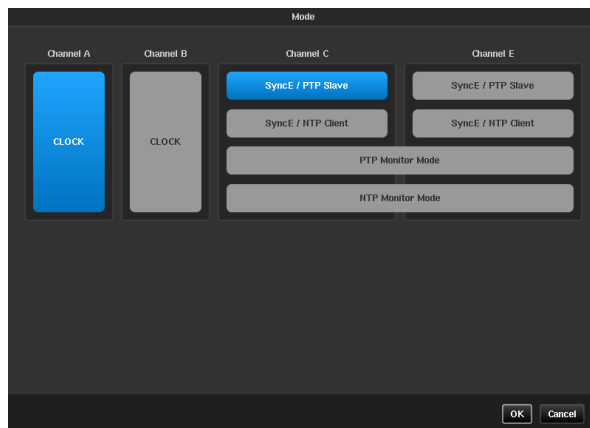 Mode
Channel A
Channel B
Channel C
Channel E
CLOCK
CLOCK
SyncE / PTP Slave
SyncE / PTP Slave
SyncE / NTP Client
SyncE / NTP Client
PTP Monitor Mode
NTP Monitor Mode
OK
Cancel